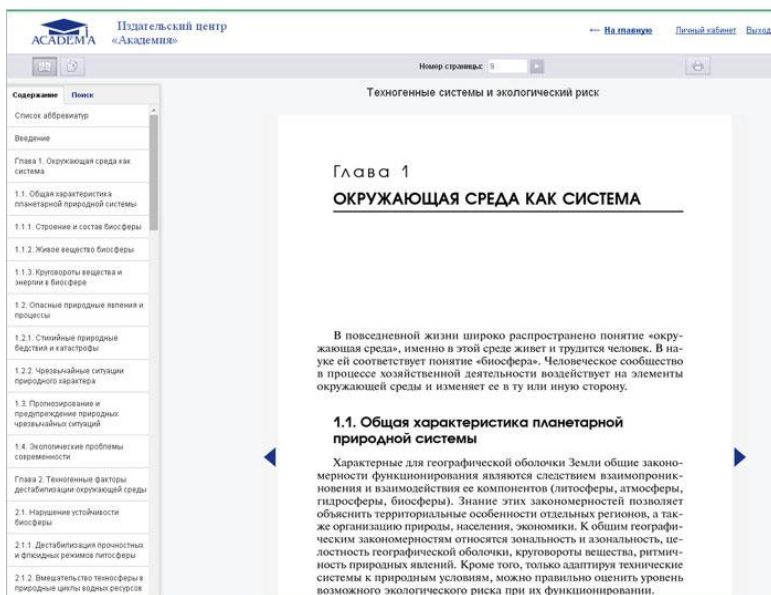 ACADEMA
Издательский центр
«Академия»
На главную
Личный кабинет
Выход
Номер страницы: 9
Содержание Поиск
Список аббревиатур
Введение
Глава 1. Окружающая среда как
система
1.1. Общая характеристика
планетарной природной системы
1.1.1. Строение и состав биосферы
1.1.2. Живое вещество биосферы
1.1.3. Круговороты вещества и
энергии в биосфере
1.2. Опасные природные явления и
процессы
1.2.1. Стихийные природные
бедствия и катастрофы
1.2.2. Чрезвычайные ситуации
природного характера
1.3. Прогнозирование и
предупреждение природных
чрезвычайных ситуаций
1.4. Экологические проблемы
современности
Глава 2. Техногенные факторы
дестабилизации окружающей среды
2.1. Нарушение устойчивости
биосферы
2.1.1. Дестабилизация прочностных
и флюидных режимов литосферы
2.1.2. Вмешательство техносферы в
природные циклы водных ресурсов
Техногенные системы и экологический риск
Глава 1
ОКРУЖАЮЩАЯ СРЕДА КАК СИСТЕМА
В повседневной жизни широко распространено понятие «окру-
жающая среда», именно в этой среде живет и трудится человек. В на-
уке ей соответствует понятие «биосфера». Человеческое сообщество
в процессе хозяйственной деятельности воздействует на элементы
окружающей среды и изменяет ее в ту или иную сторону.
1.1. Общая характеристика планетарной
природной системы
Характерные для географической оболочки Земли общие законо-
мерности функционирования являются следствием взаимопроник-
новения и взаимодействия ее компонентов (литосферы, атмосферы,
гидросферы, биосферы). Знание этих закономерностей позволяет
объяснить территориальные особенности отдельных регионов, а так-
же организацию природы, населения, экономики. К общим географи-
ческим закономерностям относятся зональность и азональность, це-
лостность географической оболочки, круговороты вещества, ритмич-
ность природных явлений. Кроме того, только адаптируя технические
системы к природным условиям, можно правильно оценить уровень
возможного экологического риска при их функционировании.